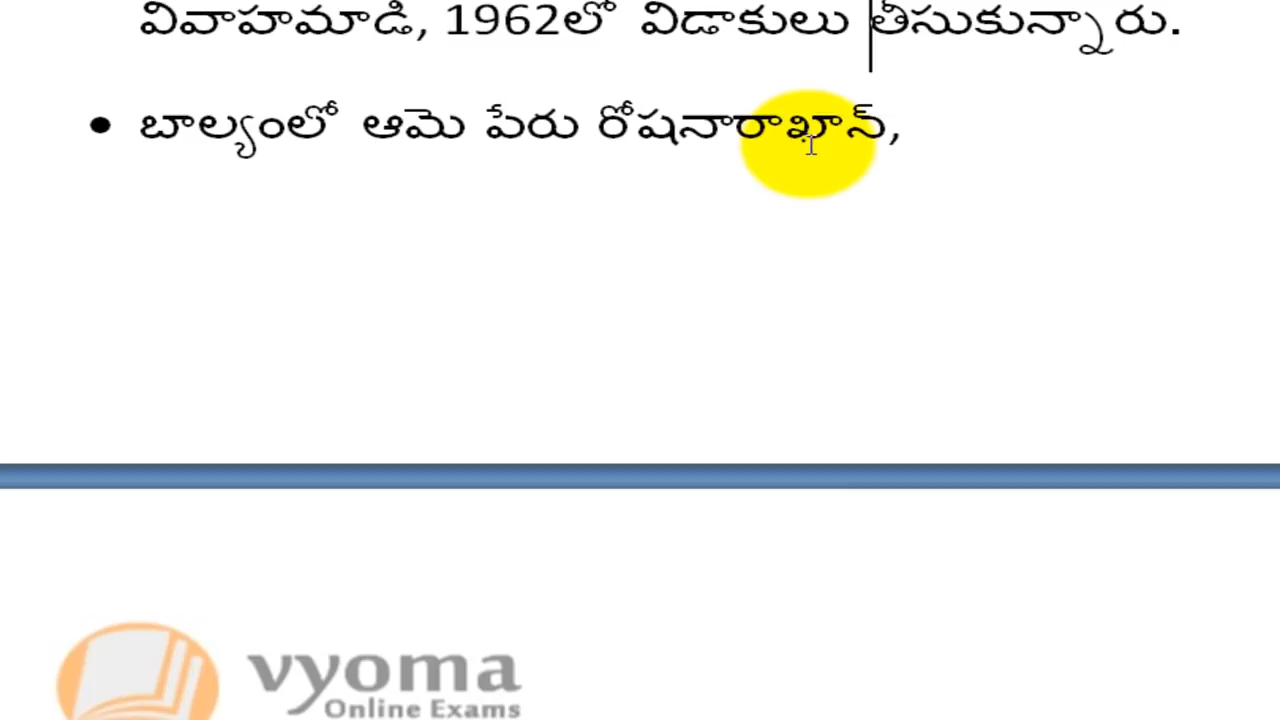 వివాహమాడి, 1962లో విడాకులు తీసుకున్నారు.
• బాల్యంలో ఆమె పేరు రోషనారాఖాన్,
vyoma
Online Exams